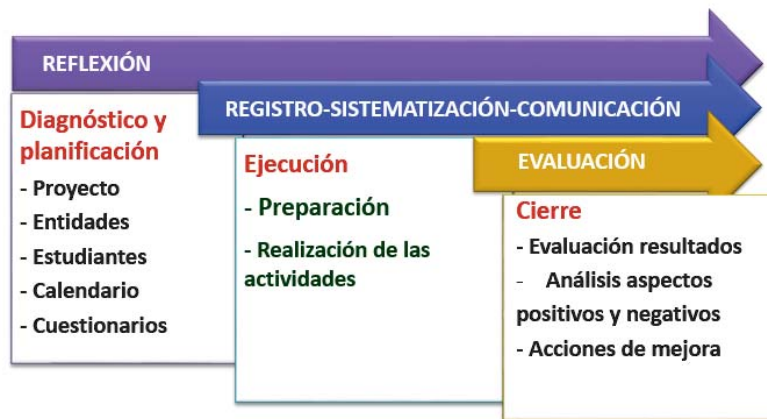 REFLEXIÓN
REGISTRO-SISTEMATIZACIÓN-COMUNICACIÓN
EVALUACIÓN
Diagnóstico y
planificación
- Proyecto
- Entidades
- Estudiantes
- Calendario
- Cuestionarios
Ejecución
- Preparación
- Realización de las
actividades
Cierre
- Evaluación resultados
- Análisis aspectos
positivos y negativos
- Acciones de mejora